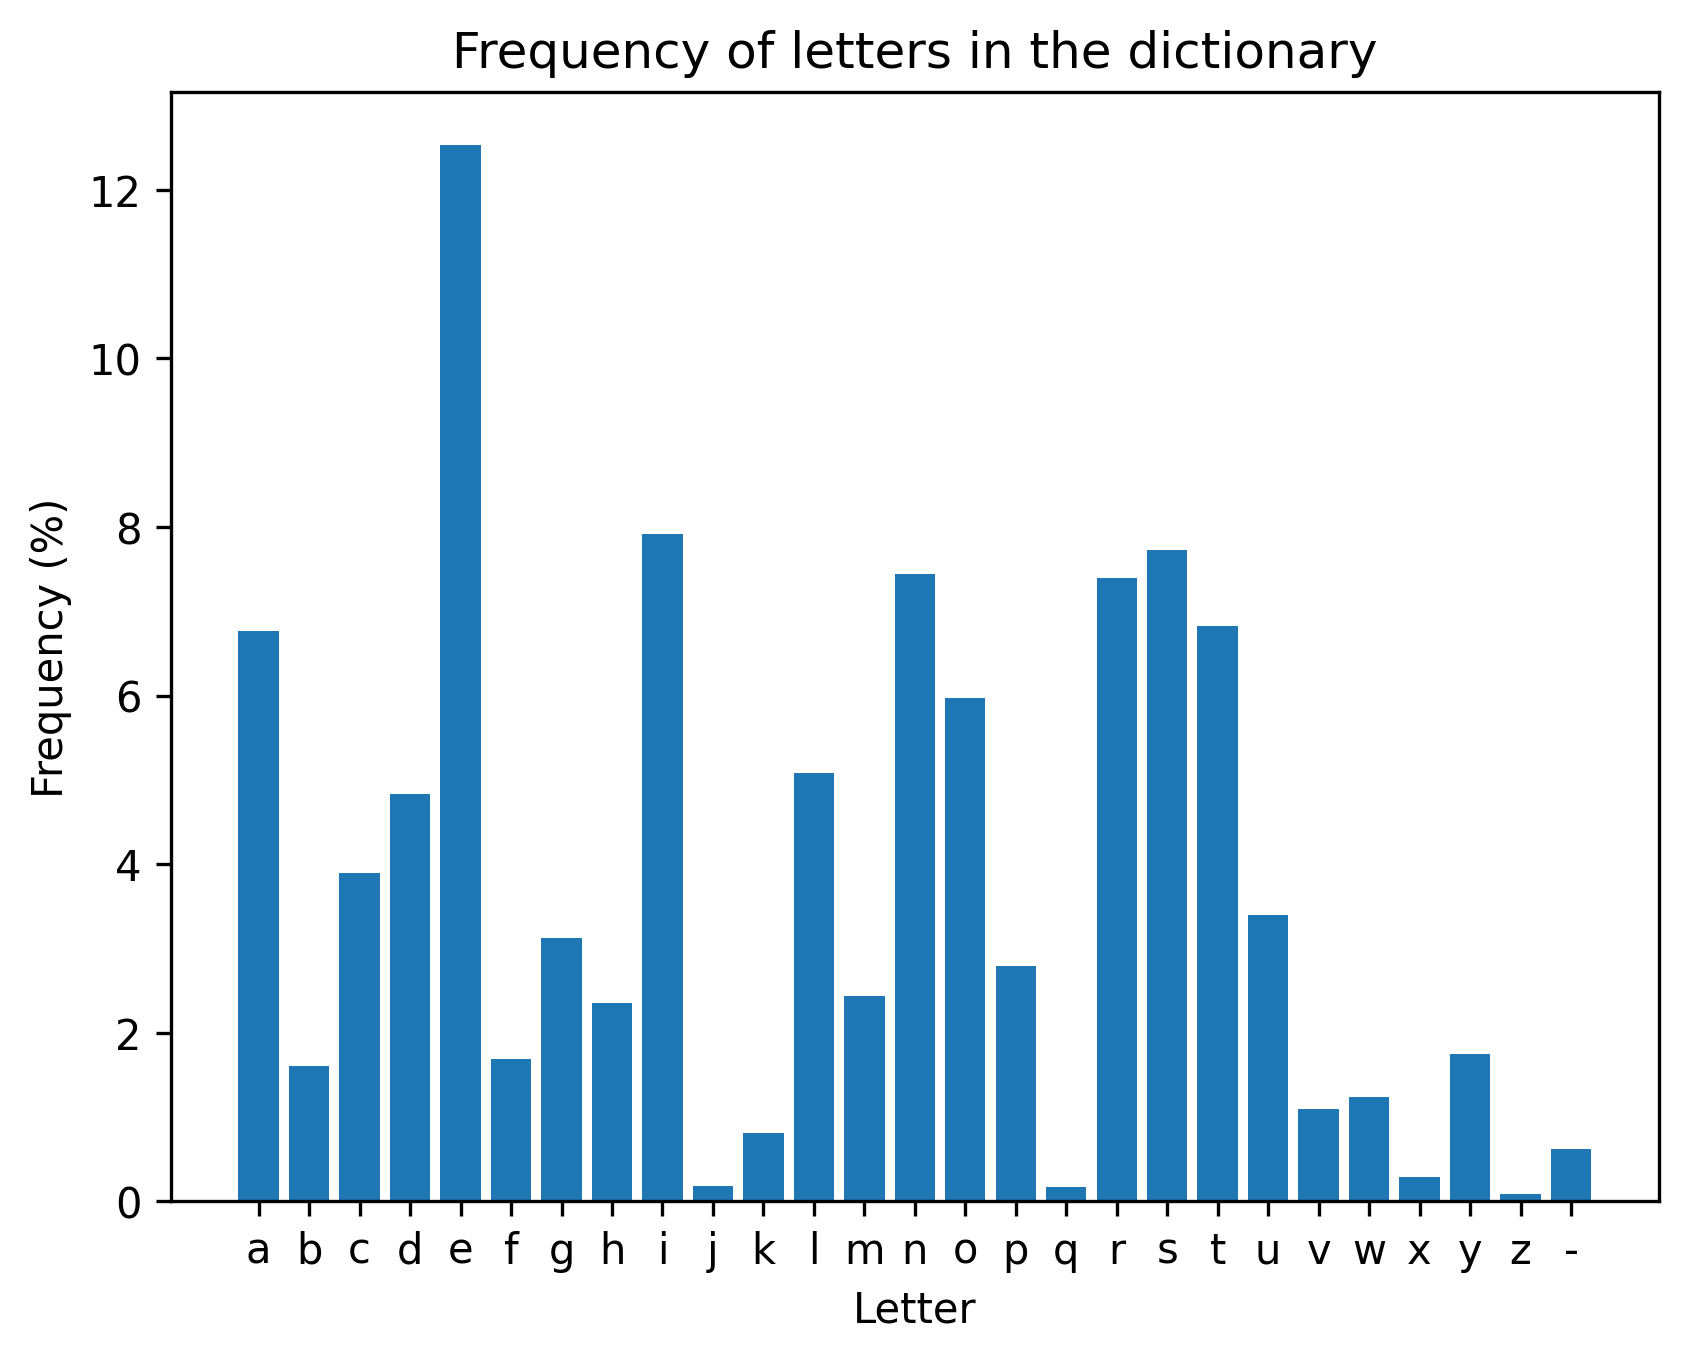 Frequency of letters in the dictionary
Frequency (%)
12
10
8
6
4
2
0
a b c d e f g h i j k l m n o p q r s t u v w x y z -
Letter